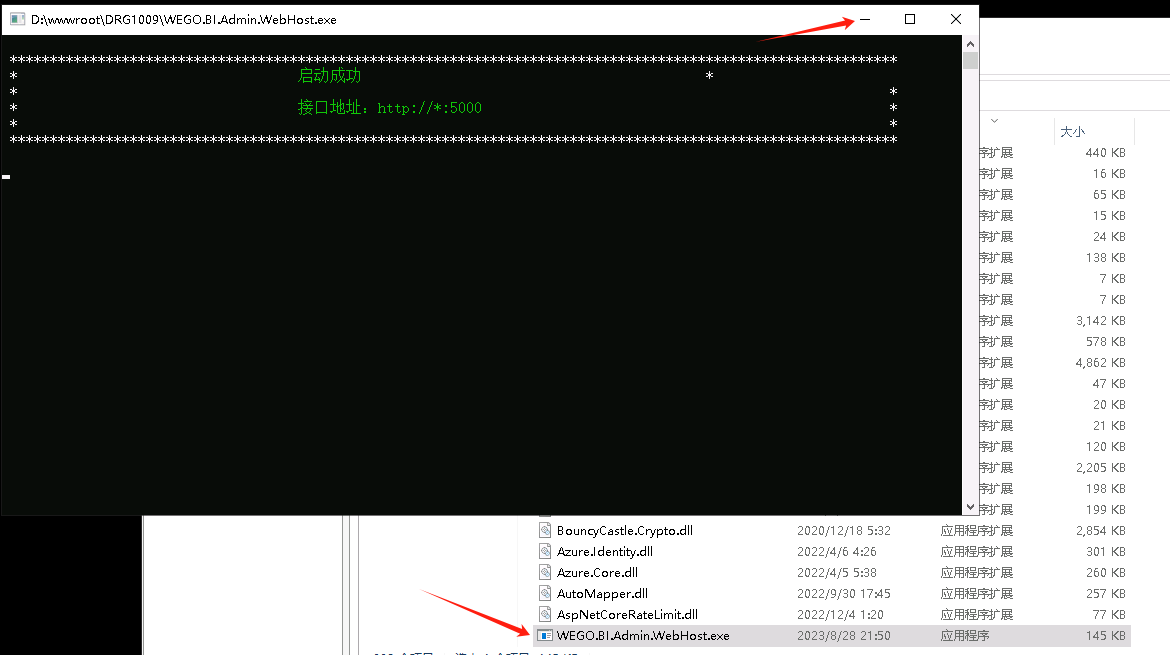 D:\wwwroot\DRG1009\WEGO.BI.Admin.WebHost.exe
***************************************************************************************************************
* 启动成功 *
* *
* 接口地址：http://*:5000 *
* *
***************************************************************************************************************
大小
序扩展 440 KB
序扩展 16 KB
序扩展 65 KB
序扩展 15 KB
序扩展 24 KB
序扩展 138 KB
序扩展 7 KB
序扩展 7 KB
序扩展 3,142 KB
序扩展 578 KB
序扩展 4,862 KB
序扩展 47 KB
序扩展 20 KB
序扩展 21 KB
序扩展 120 KB
序扩展 2,205 KB
序扩展 198 KB
序扩展 199 KB
BouncyCastle.Crypto.dll 2020/12/18 5:32 应用程序扩展 2,854 KB
Azure.Identity.dll 2022/4/6 4:26 应用程序扩展 301 KB
Azure.Core.dll 2022/4/5 5:38 应用程序扩展 260 KB
AutoMapper.dll 2022/9/30 17:45 应用程序扩展 257 KB
AspNetCoreRateLimit.dll 2022/12/4 1:20 应用程序扩展 77 KB
WEGO.BI.Admin.WebHost.exe 2023/8/28 21:50 应用程序 145 KB